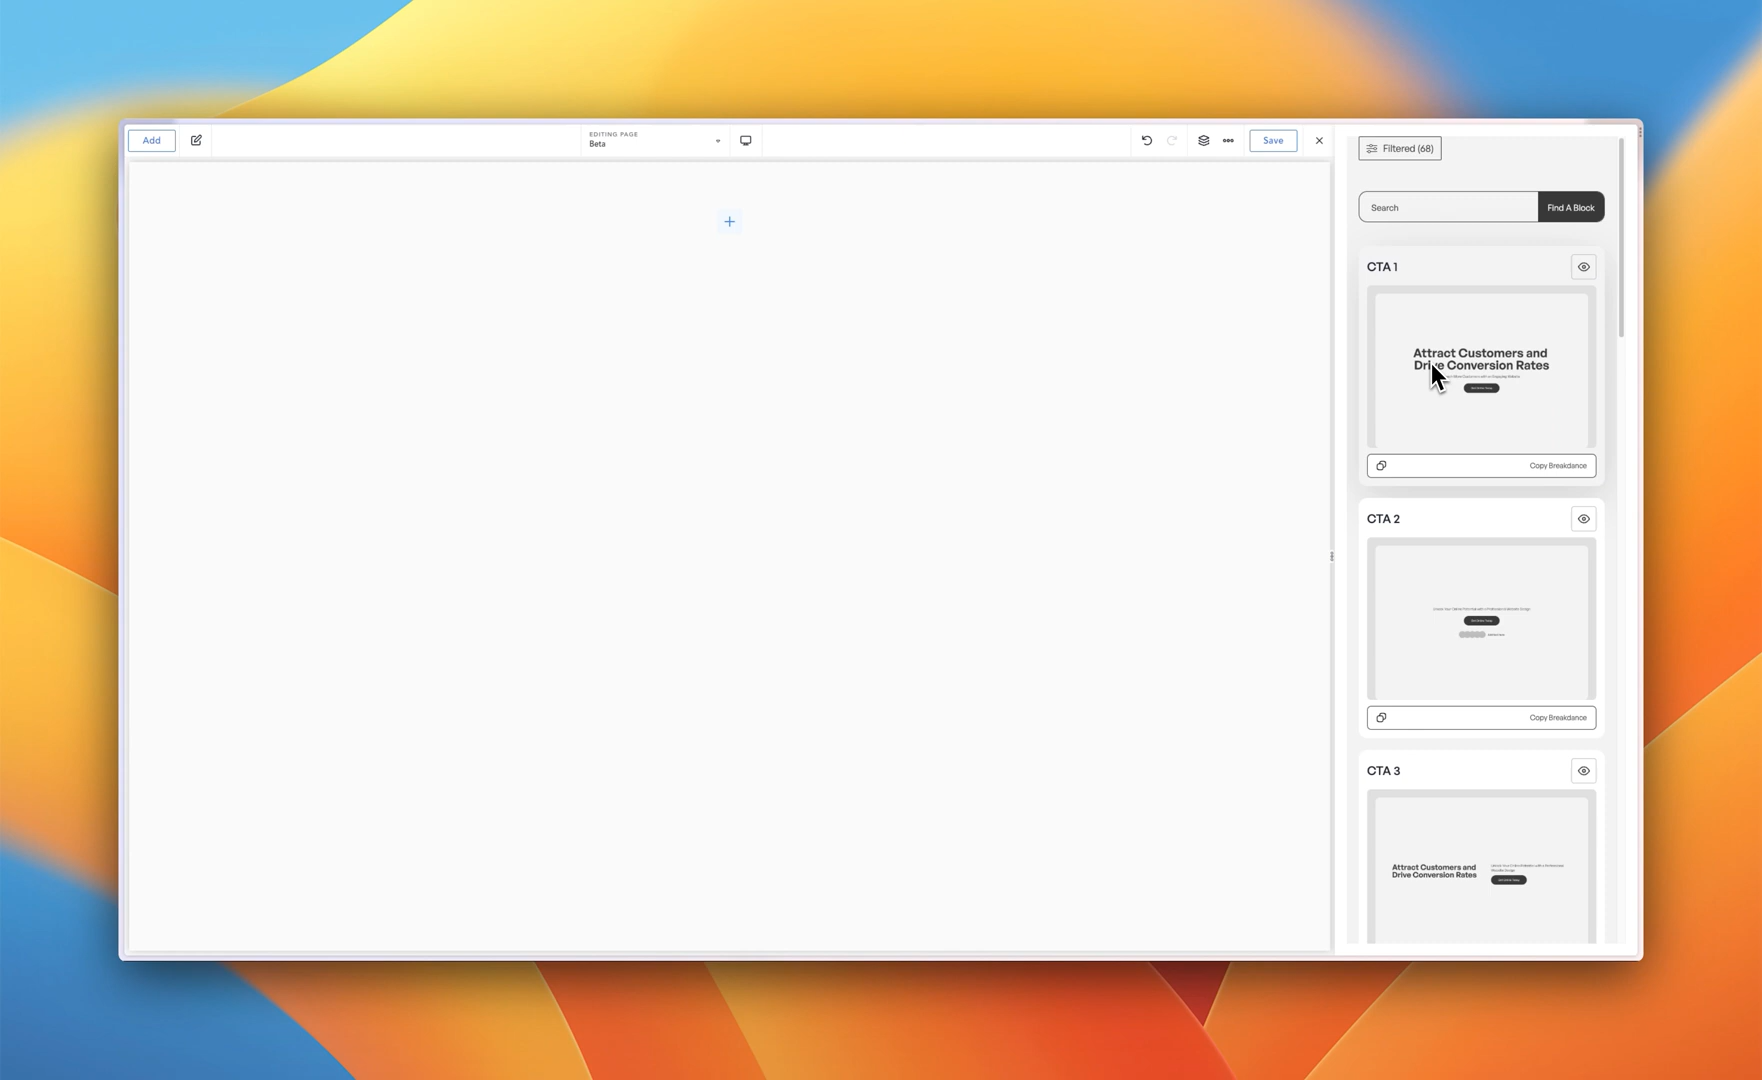 Add
EDITING PAGE
Beta
Save
Filtered (68)
Search
Find A Block
CTA 1
Attract Customers and
Drive Conversion Rates
Copy Breakdance
CTA 2
Copy Breakdance
CTA 3
Attract Customers and
Drive Conversion Rates